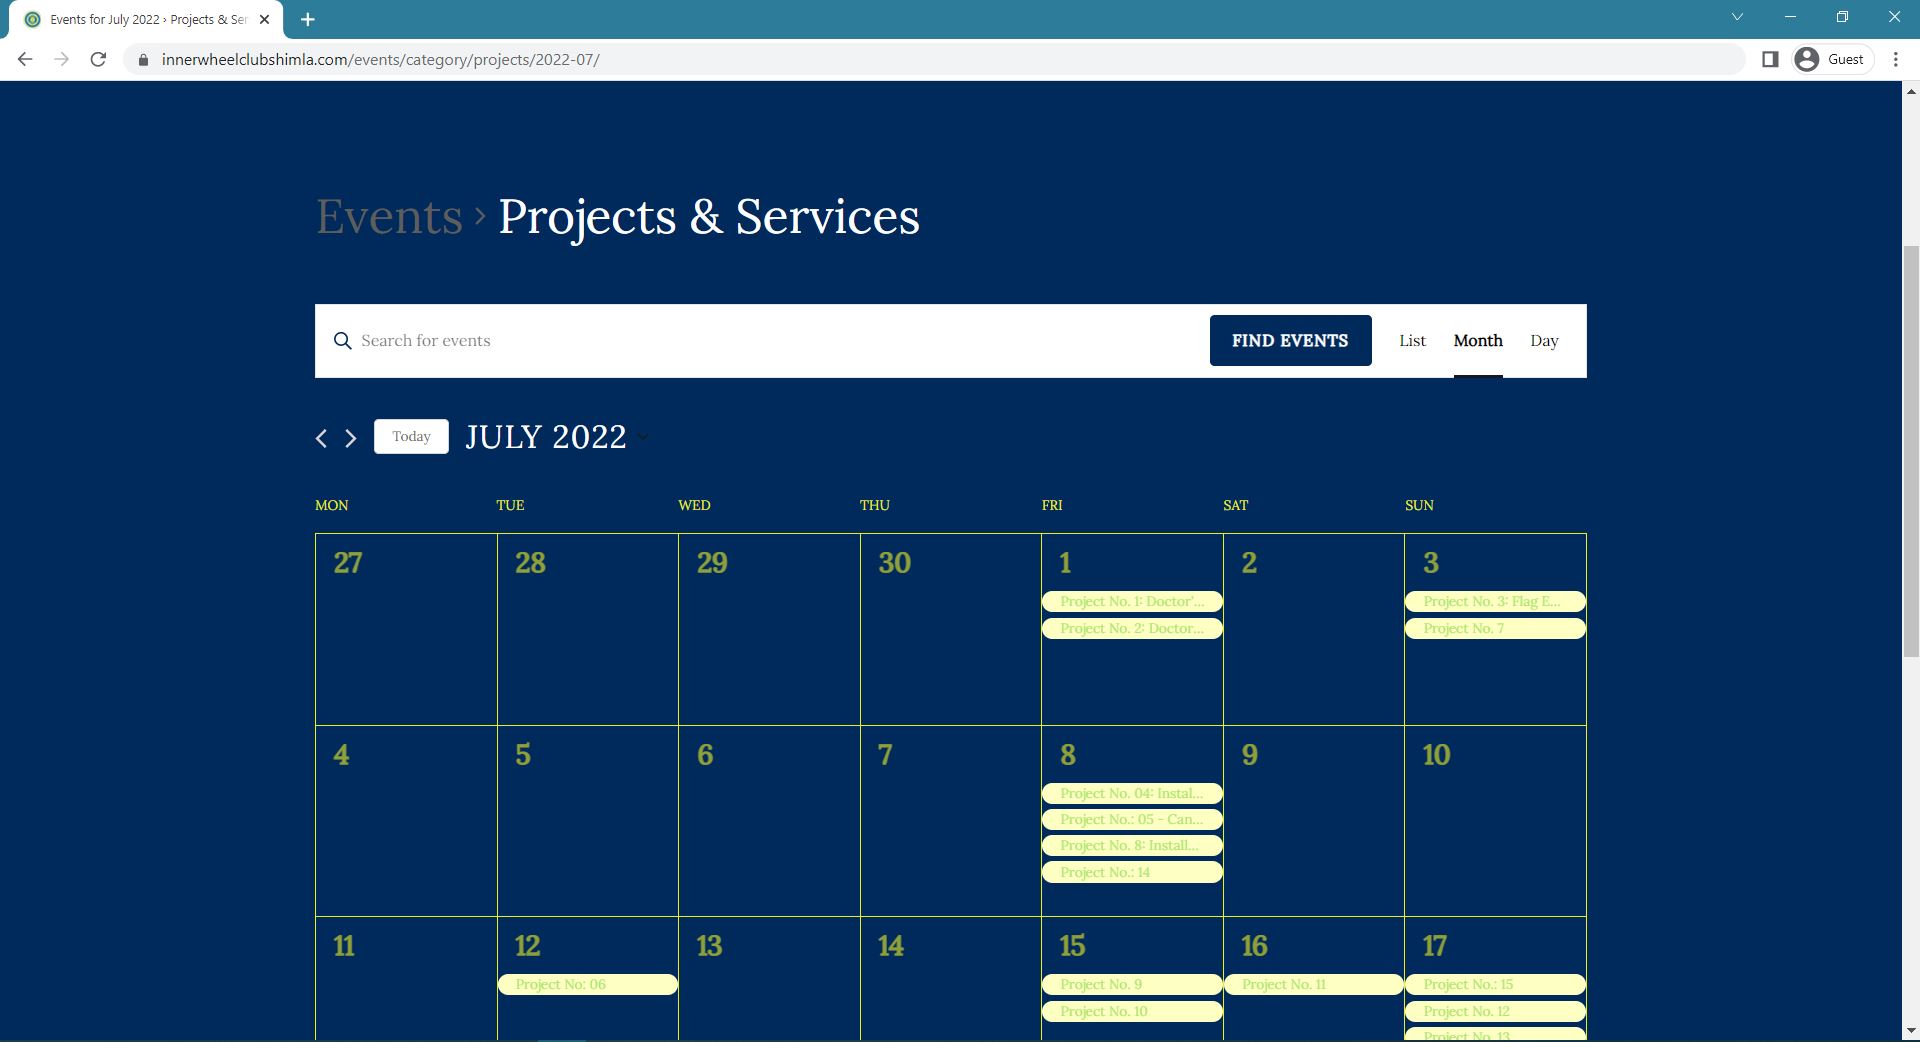 Events for July 2022 › Projects & Ser
innerwheelclubshimla.com/events/category/projects/2022-07/
Guest
Events › Projects & Services
Search for events
FIND EVENTS
List
Month
Day
Today
JULY 2022
MON TUE WED THU FRI SAT SUN
27 28 29 30 1 2 3
Project No. 1: Doctor'...
Project No. 2: Doctor...
Project No. 3: Flag E...
Project No. 7
4 5 6 7 8 9 10
Project No. 04: Instal...
Project No.: 05 - Can...
Project No. 8: Install...
Project No.: 14
11 12 13 14 15 16 17
Project No: 06
Project No. 9
Project No. 10
Project No. 11
Project No.: 15
Project No. 12
Project No. 13